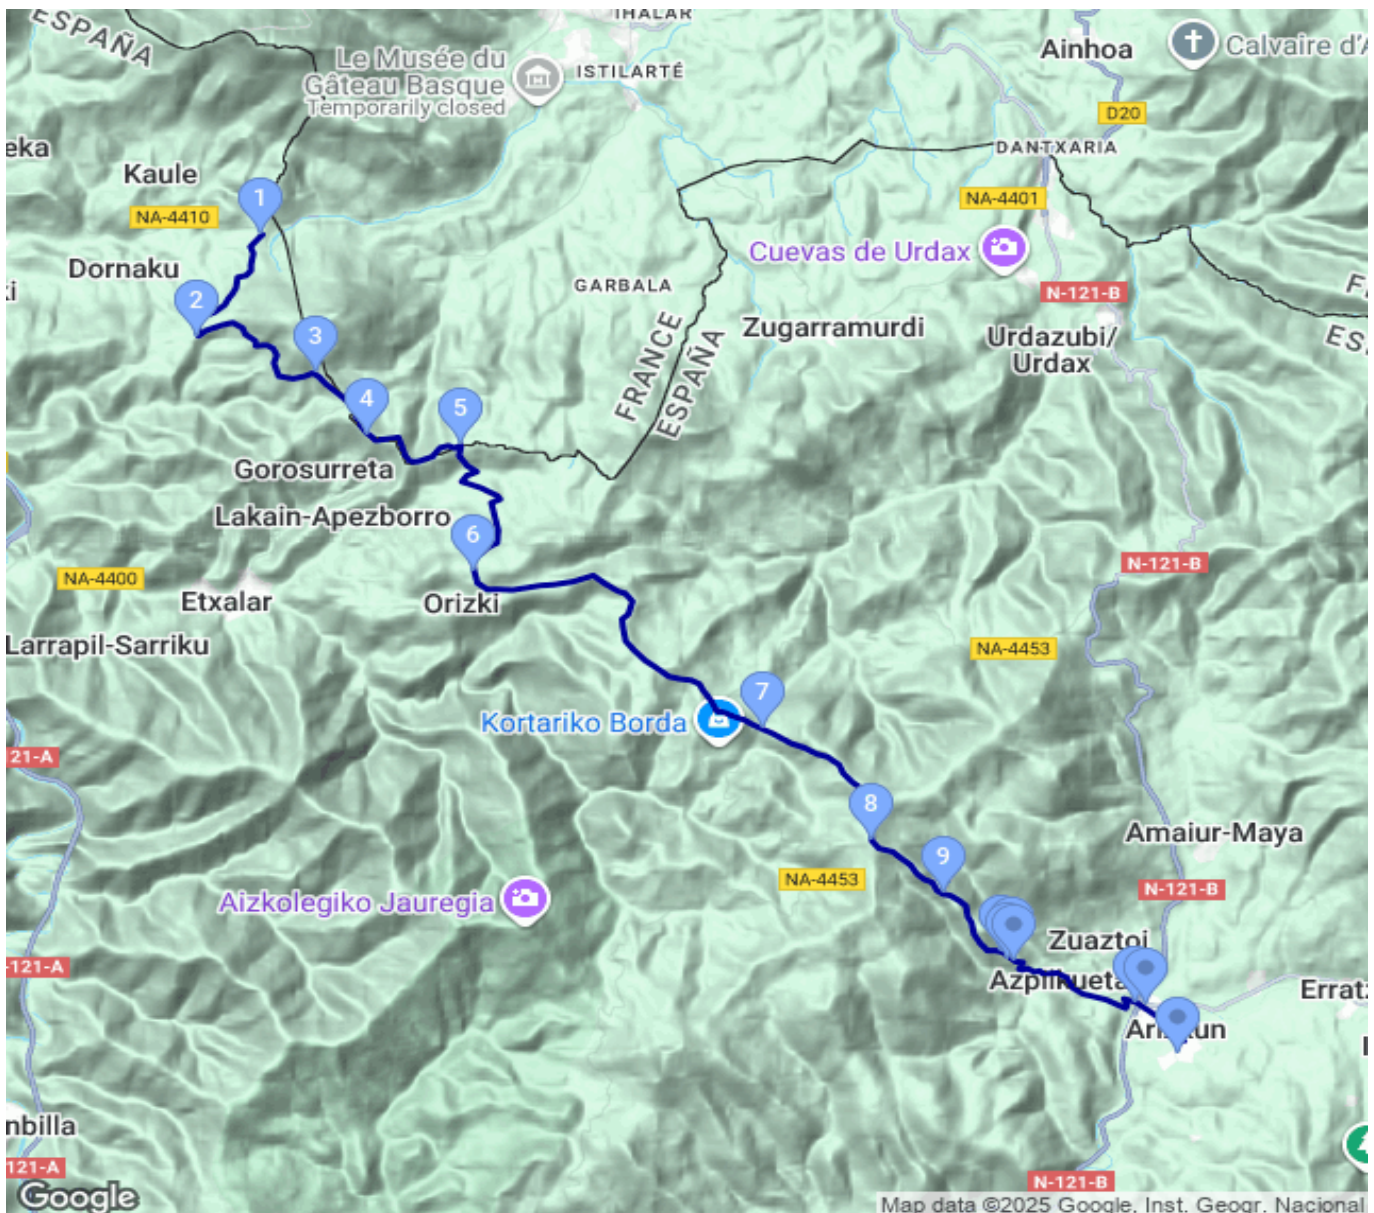 ESPAÑA
IHALAR
Ainhoa
Calvaire d'A
Le Musée du
Gâteau Basque
Temporarily closed
ISTILARTÉ
D20
DANTXARIA
eka
Kaule
1
NA-4410
NA-4401
Cuevas de Urdax
Dornaku
GARBALA
N-121-B
2
3
FRANCE
ESPAÑA
Zugarramurdi
Urdazubi/
Urdax
4
5
Gorosurreta
Lakain-Apezborro
6
NA-4400
N-121-B
Etxalar
Orizki
Larrapil-Sarriku
NA-4453
7
Kortariko Borda
21-A
8
Amaiur-Maya
9
NA-4453
N-121-B
Aizkolegiko Jauregia
Zuaztoi
-121-A
Azpilikueta
Erratz
nbilla
121-A
N-121-B
Google
Map data ©2025 Google, Inst. Geogr. Nacional